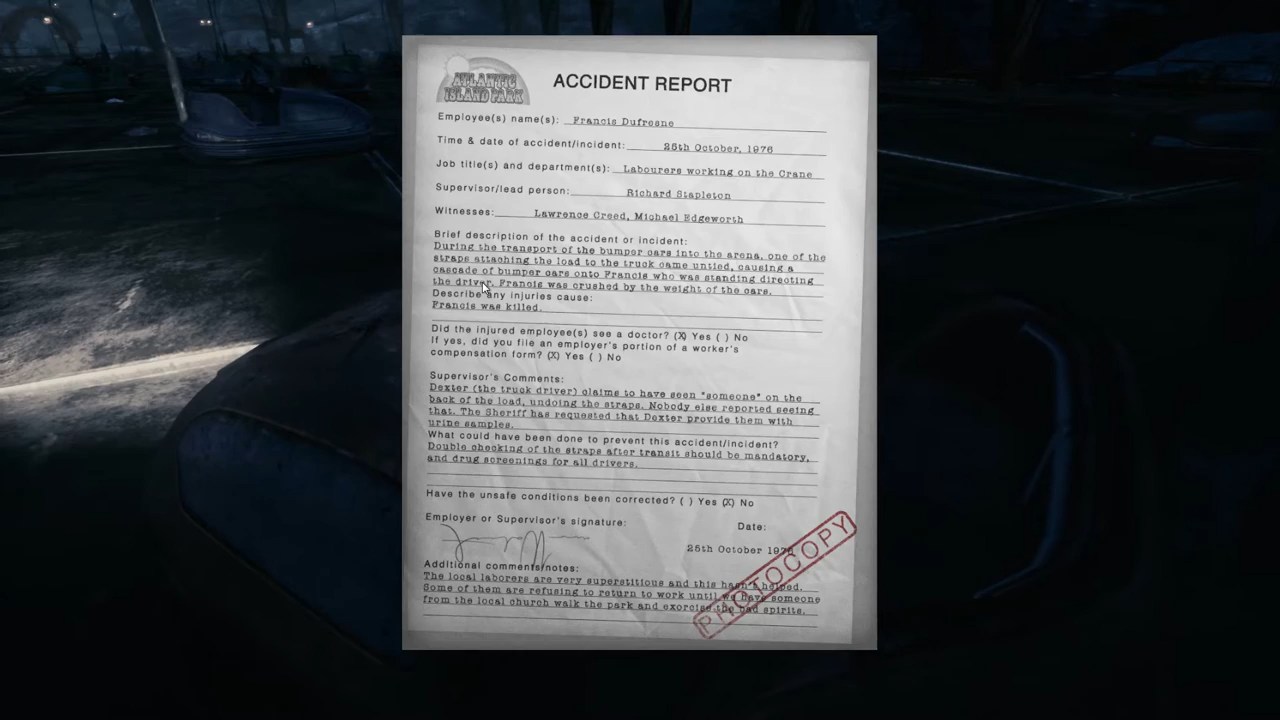 ATLANTIC
ISLAND PARK
ACCIDENT REPORT
Employee(s) name(s): Francis Dufresne
Time & date of accident/incident: 25th October, 1976
Job title(s) and department(s): Labourers working on the Crane
Supervisor/lead person: Richard Stapleton
Witnesses: Lawrence Creed, Michael Edgeworth
Brief description of the accident or incident:
During the transport of the bumper cars into the arena, one of the
straps attaching the load to the truck came untied, causing a
cascade of bumper cars onto Francis who was standing directing
the driver. Francis was crushed by the weight of the cars.
Describe any injuries cause:
Francis was killed.
Did the injured employee(s) see a doctor? (X) Yes ( ) No
If yes, did you file an employer's portion of a worker's
compensation form? (X) Yes ( ) No
Supervisor's Comments:
Dexter (the truck driver) claims to have seen "someone" on the
back of the load, undoing the straps. Nobody else reported seeing
that. The Sheriff has requested that Dexter provide them with
urine samples.
What could have been done to prevent this accident/incident?
Double checking of the straps after transit should be mandatory,
and drug screenings for all drivers.
Have the unsafe conditions been corrected? ( ) Yes (X) No
Employer or Supervisor's signature:
Date:
25th October 1976
Additional comments/notes:
The local laborers are very superstitious and this hasn't helped.
Some of them are refusing to return to work until we have someone
from the local church walk the park and exorcise the bad spirits.
PHOTOCOPY